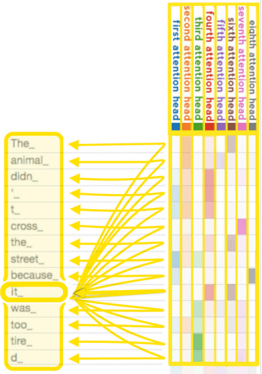 first attention head
second attention head
third attention head
fourth attention head
fifth attention head
sixth attention head
seventh attention head
eighth attention head
The_
animal_
didn_
'_
t_
cross_
the_
street_
because_
it_
was_
too_
tire_
d_